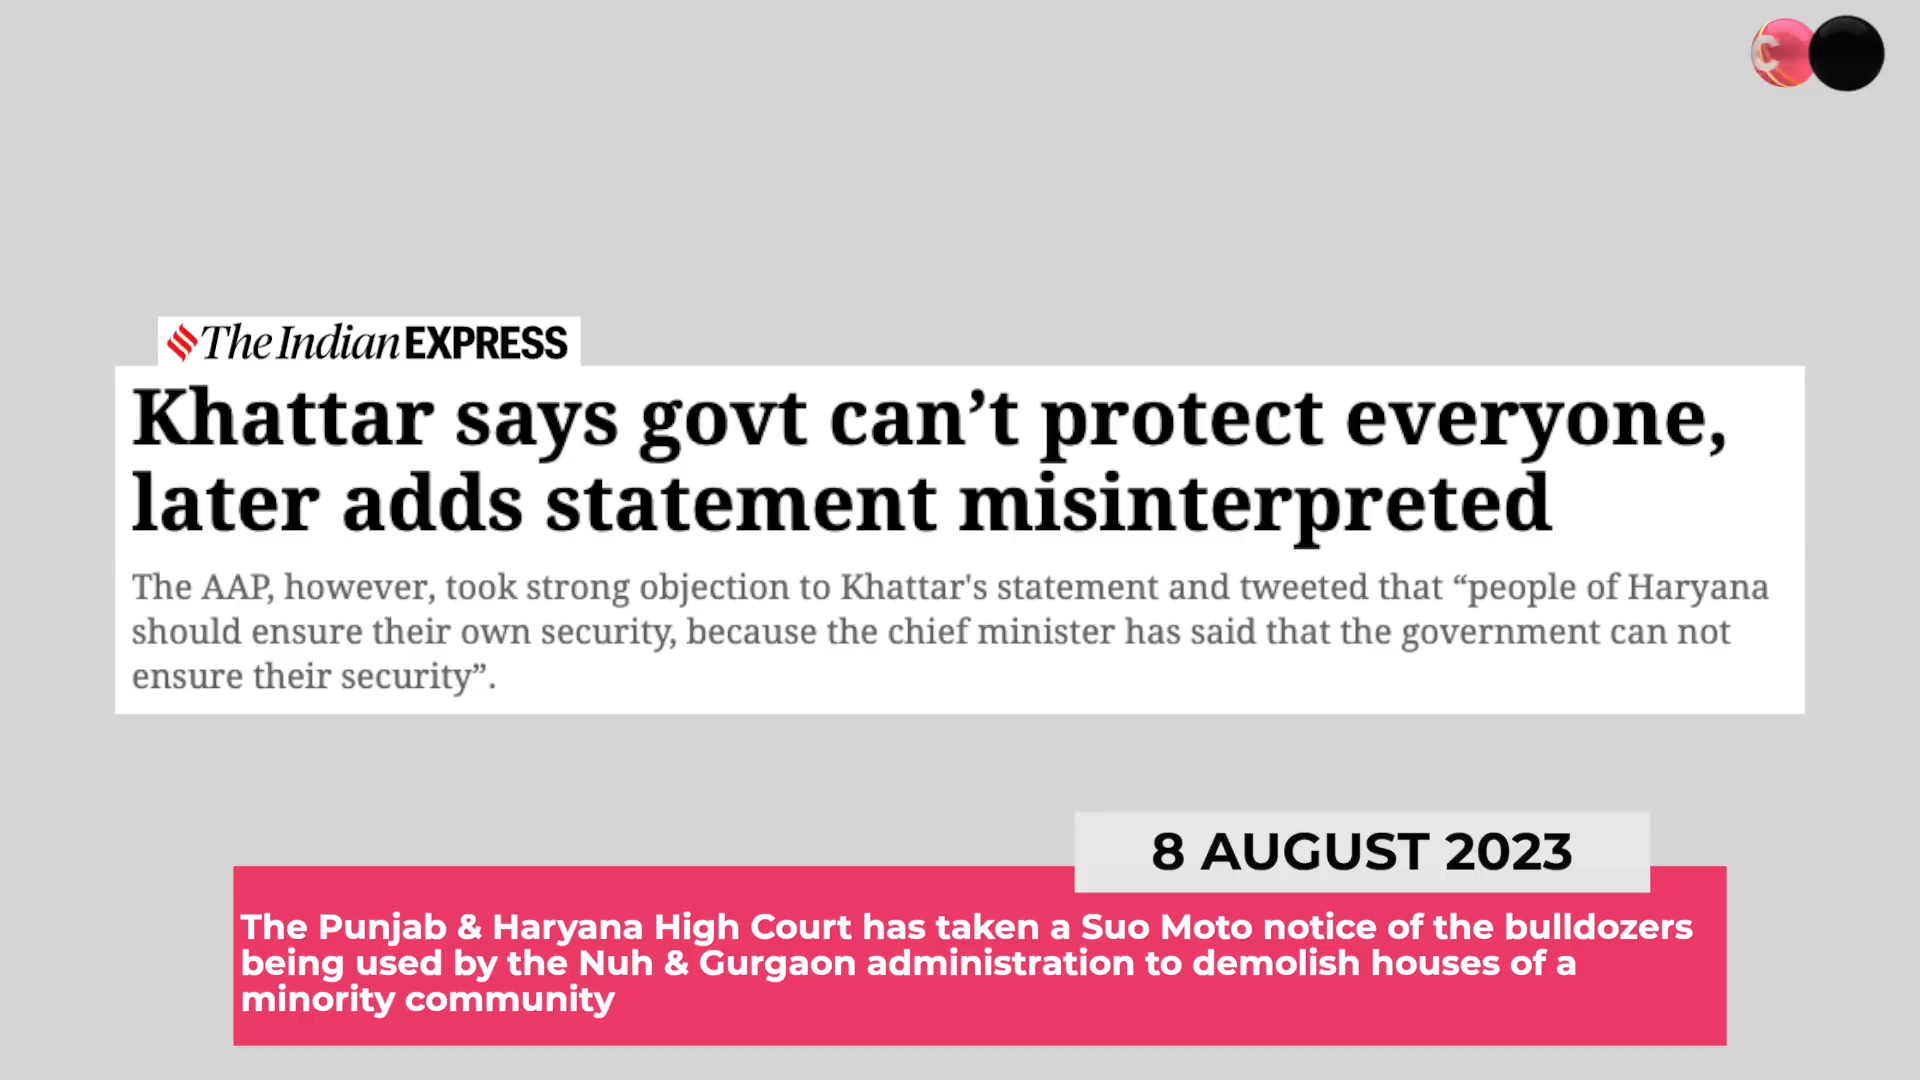 C
The Indian EXPRESS
Khattar says govt can’t protect everyone,
later adds statement misinterpreted
The AAP, however, took strong objection to Khattar's statement and tweeted that “people of Haryana
should ensure their own security, because the chief minister has said that the government can not
ensure their security”.
8 AUGUST 2023
The Punjab & Haryana High Court has taken a Suo Moto notice of the bulldozers
being used by the Nuh & Gurgaon administration to demolish houses of a
minority community